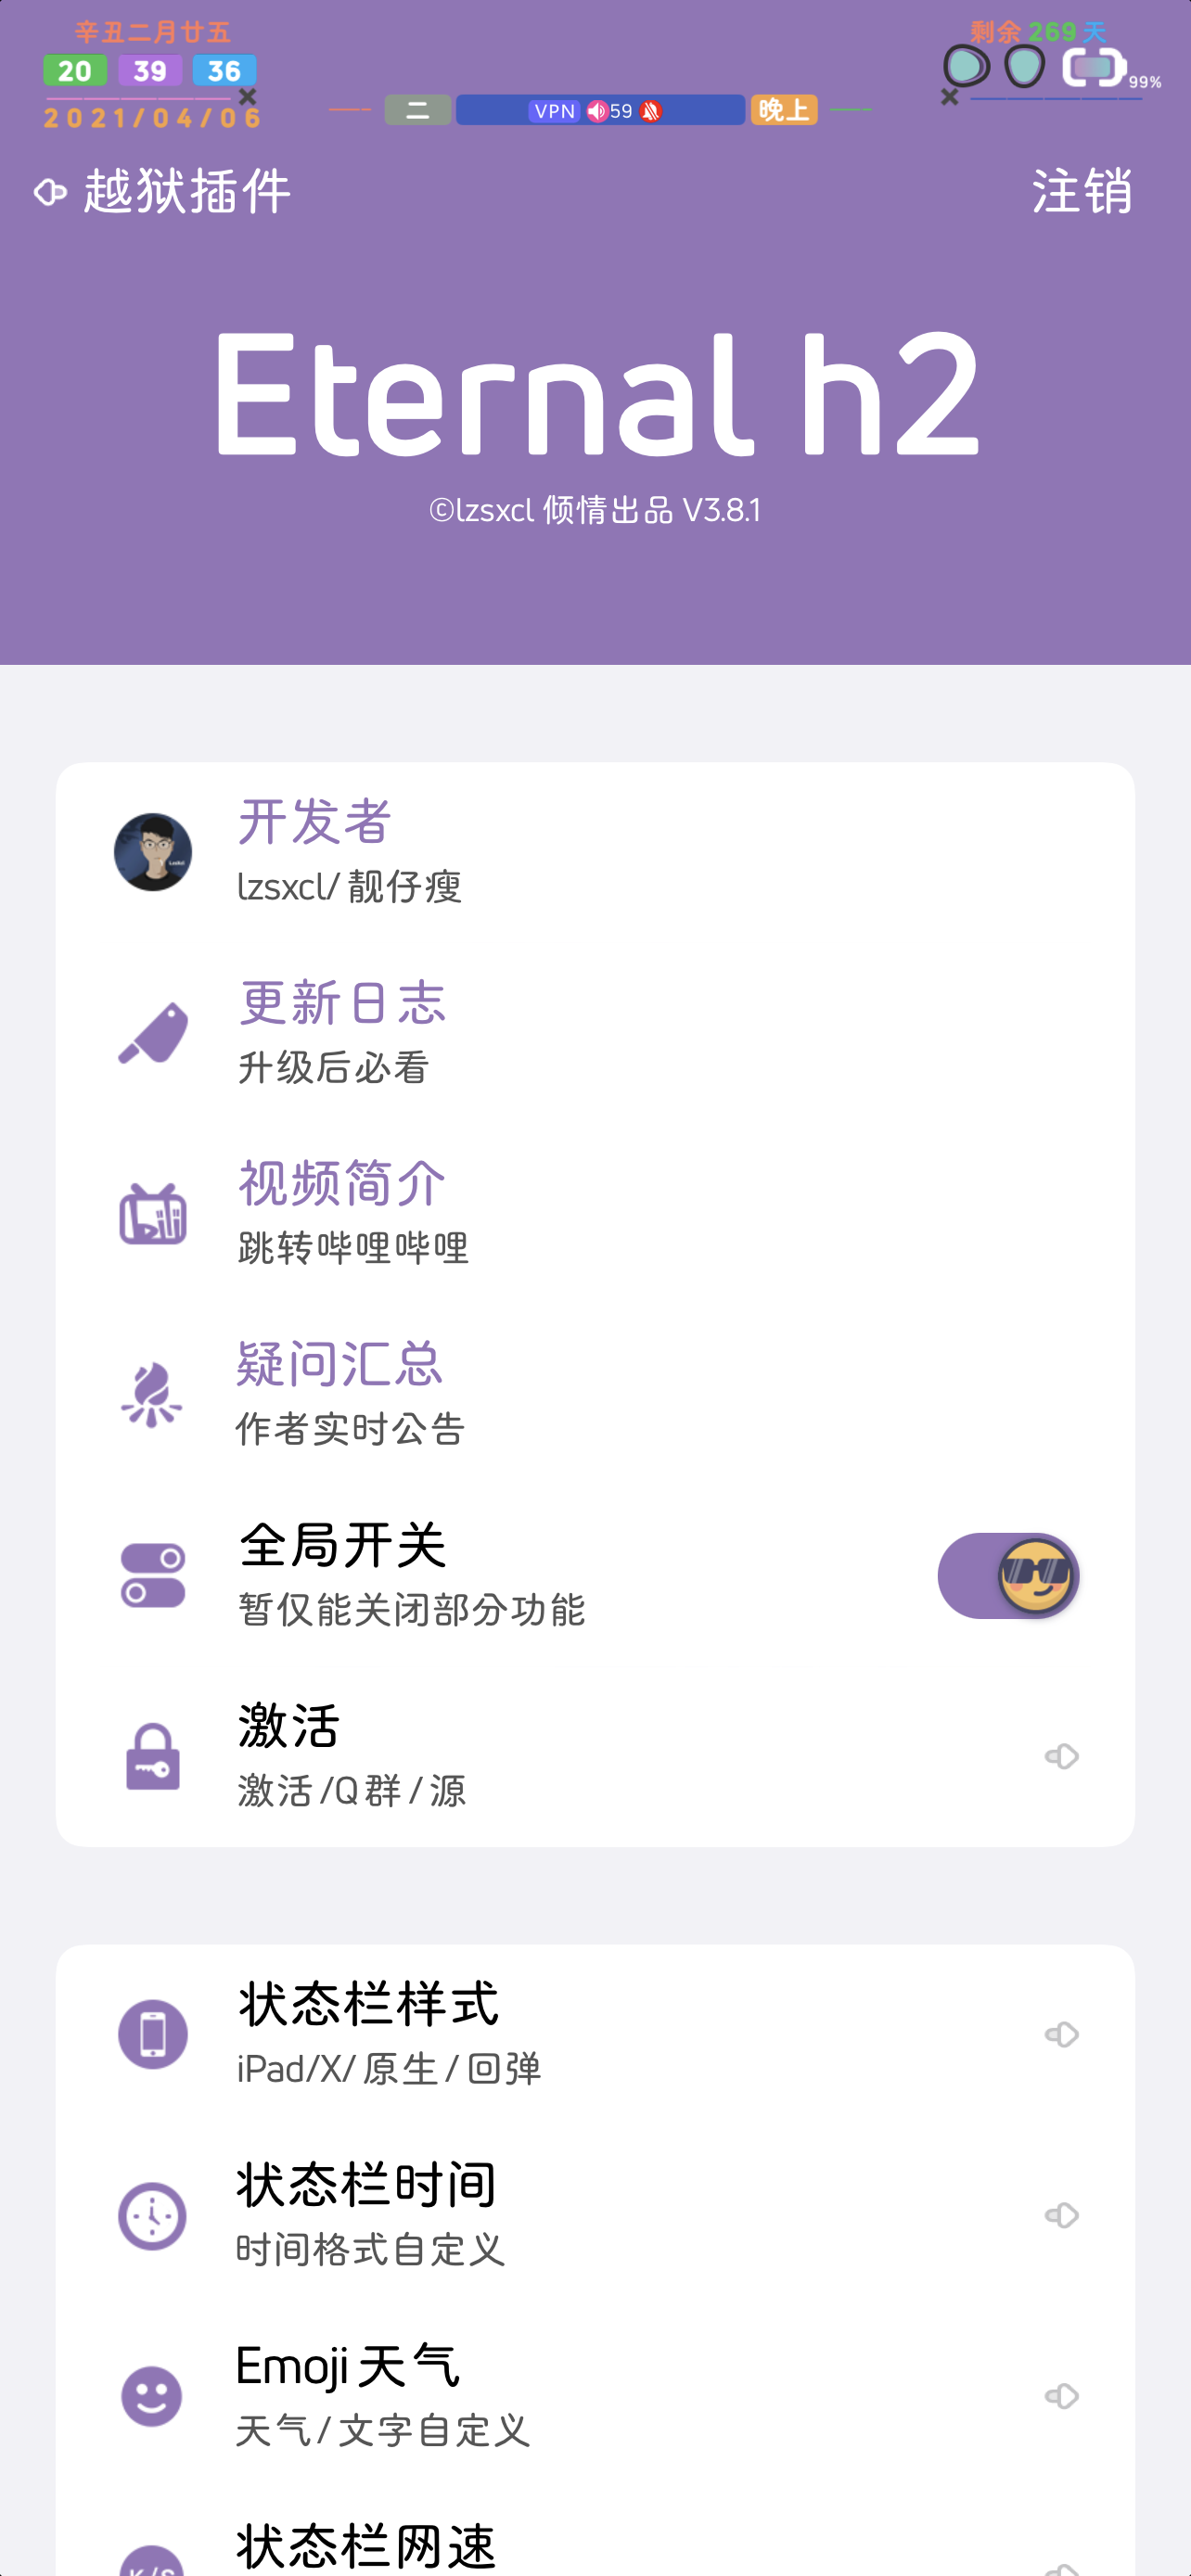 辛丑二月廿五
剩余 269 天
20 39 36
99%
2021/04/06
二 VPN 59 晚上
越狱插件
注销
Eternal h2
©lzsxcl 倾情出品 V3.8.1
开发者
lzsxcl/靓仔瘦
更新日志
升级后必看
视频简介
跳转哔哩哔哩
疑问汇总
作者实时公告
全局开关
暂仅能关闭部分功能
激活
激活/Q群/源
状态栏样式
iPad/X/原生/回弹
状态栏时间
时间格式自定义
Emoji天气
天气/文字自定义
状态栏网速
K/S